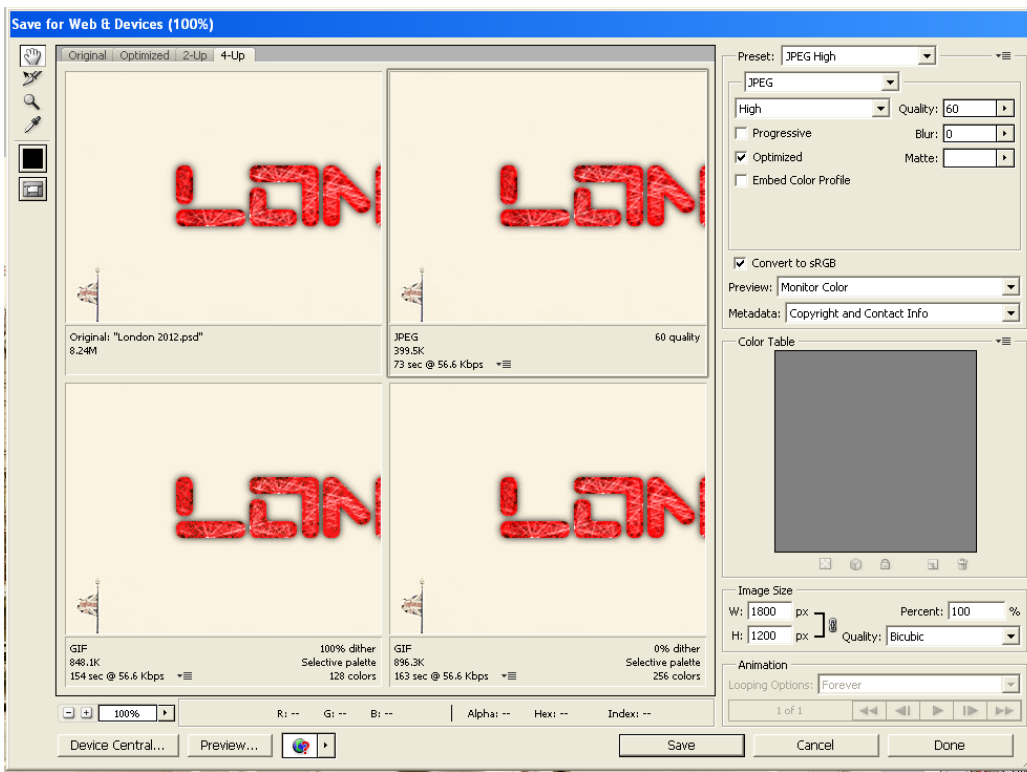 Save for Web & Devices (100%)
Original Optimized 2-Up 4-Up
LON
LON
Original: "London 2012.psd"
8.24M
JPEG 60 quality
399.5K
73 sec @ 56.6 Kbps
LON
LON
GIF 100% dither
848.1K Selective palette
154 sec @ 56.6 Kbps 128 colors
GIF 0% dither
896.3K Selective palette
163 sec @ 56.6 Kbps 256 colors
100% R: -- G: -- B: -- Alpha: -- Hex: -- Index: --
Device Central... Preview... Save Cancel Done
Preset: JPEG High
JPEG
High Quality: 60
Progressive Blur: 0
Optimized Matte:
Embed Color Profile
Convert to sRGB
Preview: Monitor Color
Metadata: Copyright and Contact Info
Color Table
Image Size
W: 1800 px Percent: 100 %
H: 1200 px Quality: Bicubic
Animation
Looping Options: Forever
1 of 1